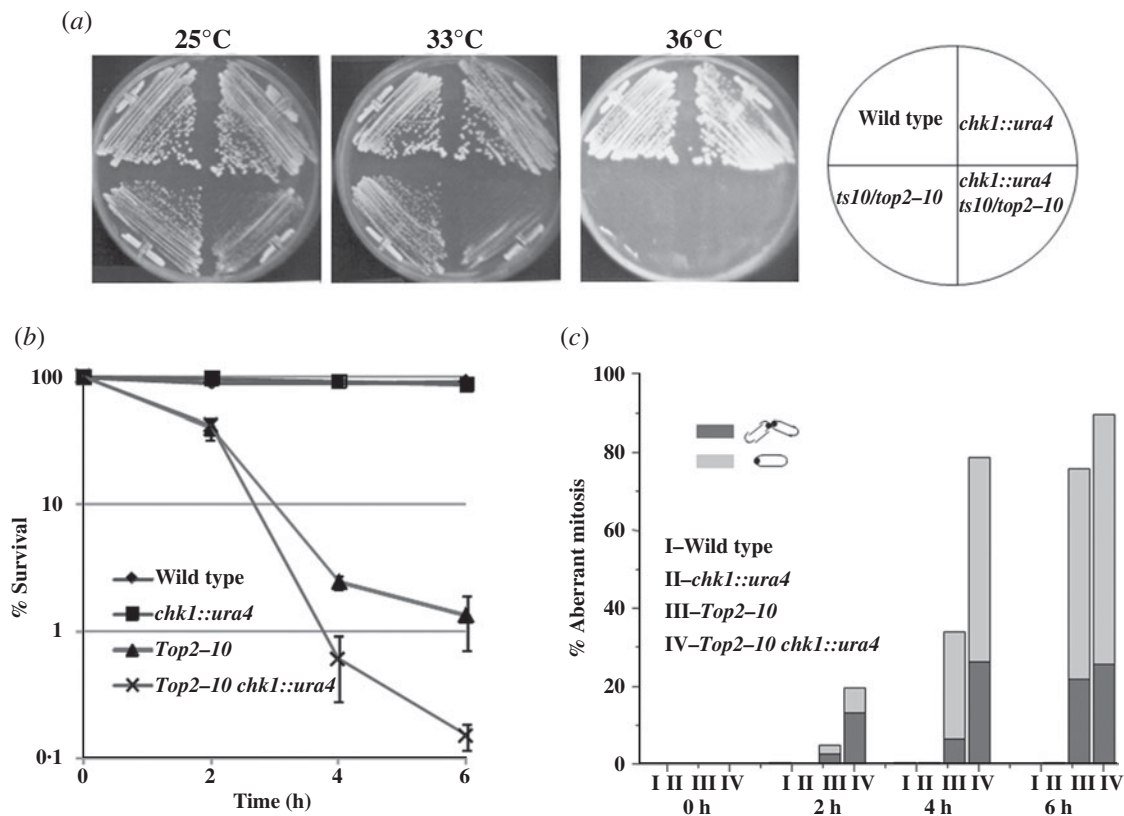 (a)
25°C
33°C
36°C
Wild type
chk1::ura4
ts10/top2–10
chk1::ura4
ts10/top2–10
(b)
% Survival
100
10
1
0·1
0
2
4
6
Time (h)
Wild type
chk1::ura4
Top2–10
Top2–10 chk1::ura4
(c)
% Aberrant mitosis
100
80
60
40
20
0
I–Wild type
II–chk1::ura4
III–Top2–10
IV–Top2–10 chk1::ura4
I II III IV
I II III IV
I II III IV
I II III IV
0 h
2 h
4 h
6 h